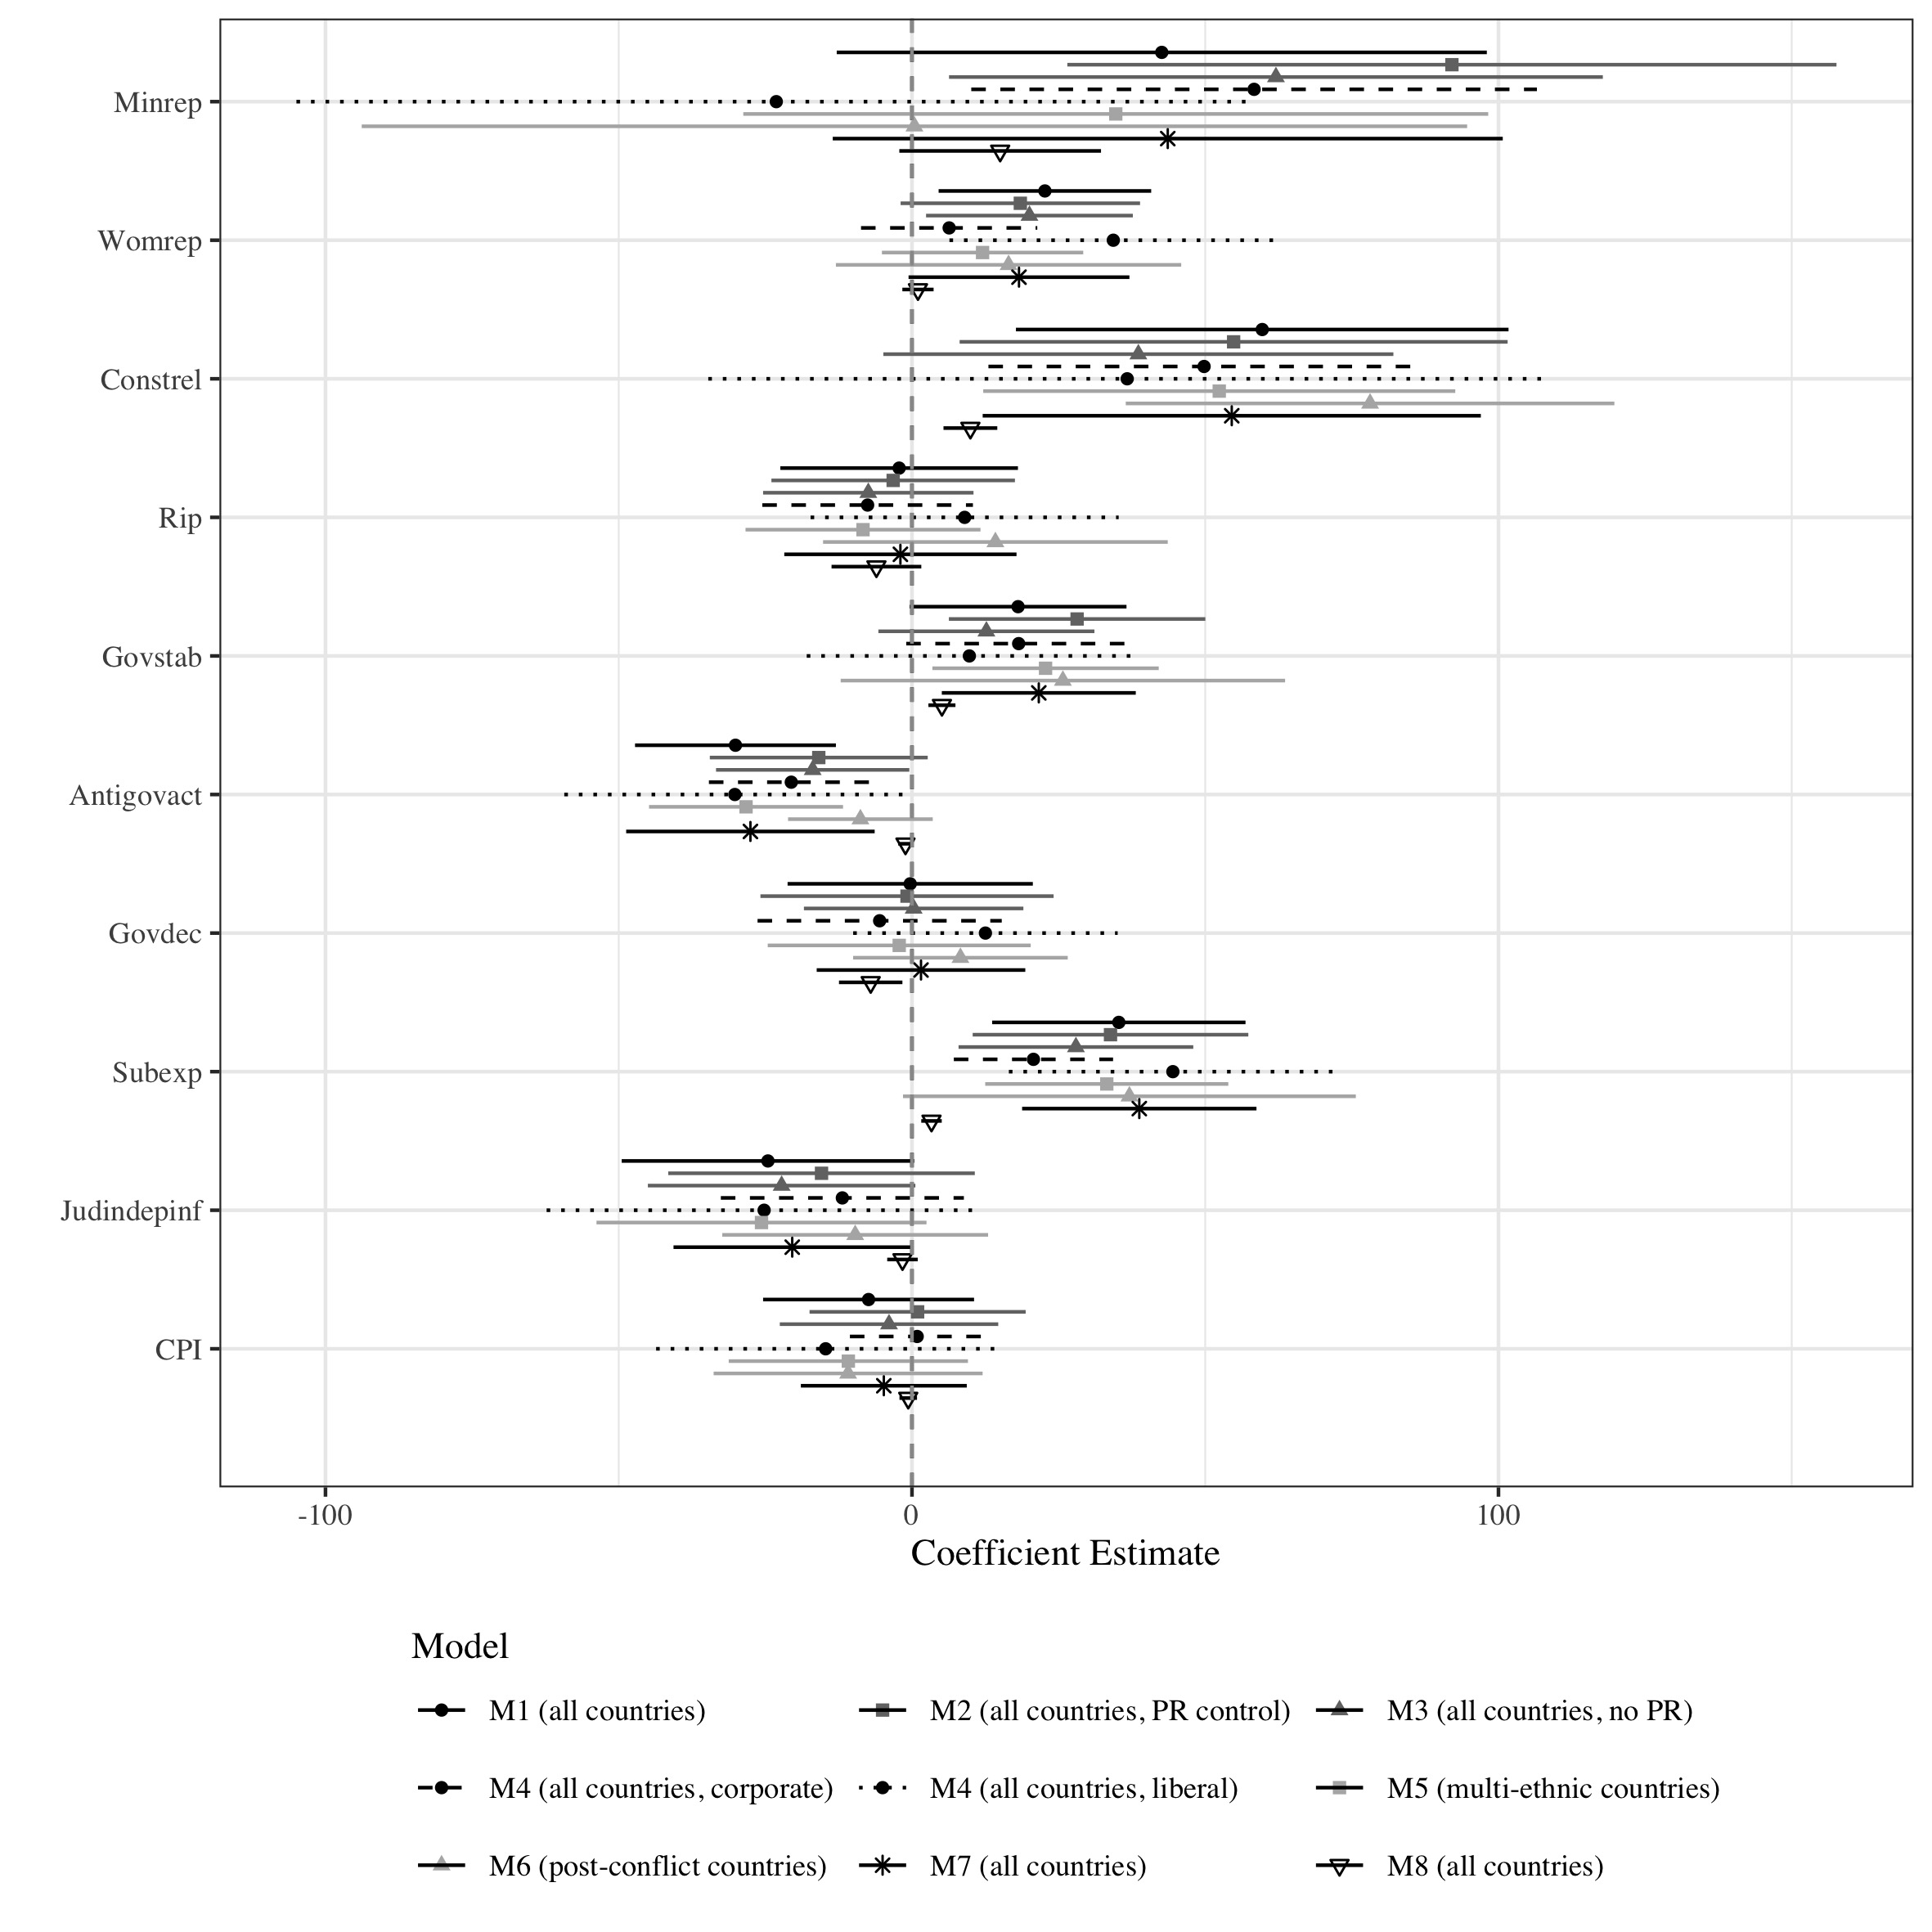 Minrep
Womrep
Constrel
Rip
Govstab
Antigovact
Govdec
Subexp
Judindepinf
CPI
-100 0 100
Coefficient Estimate
Model
M1 (all countries) M2 (all countries, PR control) M3 (all countries, no PR)
M4 (all countries, corporate) M4 (all countries, liberal) M5 (multi-ethnic countries)
M6 (post-conflict countries) M7 (all countries) M8 (all countries)